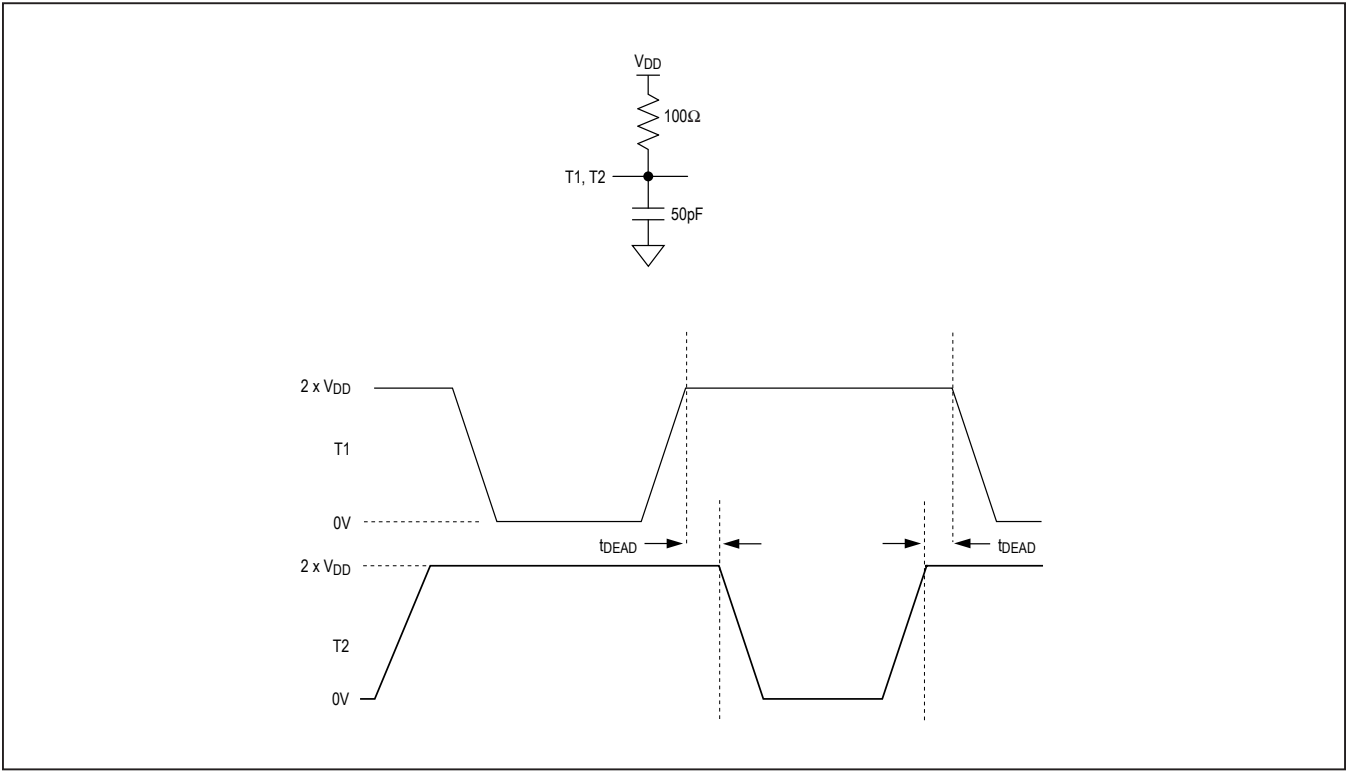 VDD
100Ω
T1, T2
50pF
2 x VDD
T1
0V
tDEAD
tDEAD
2 x VDD
T2
0V